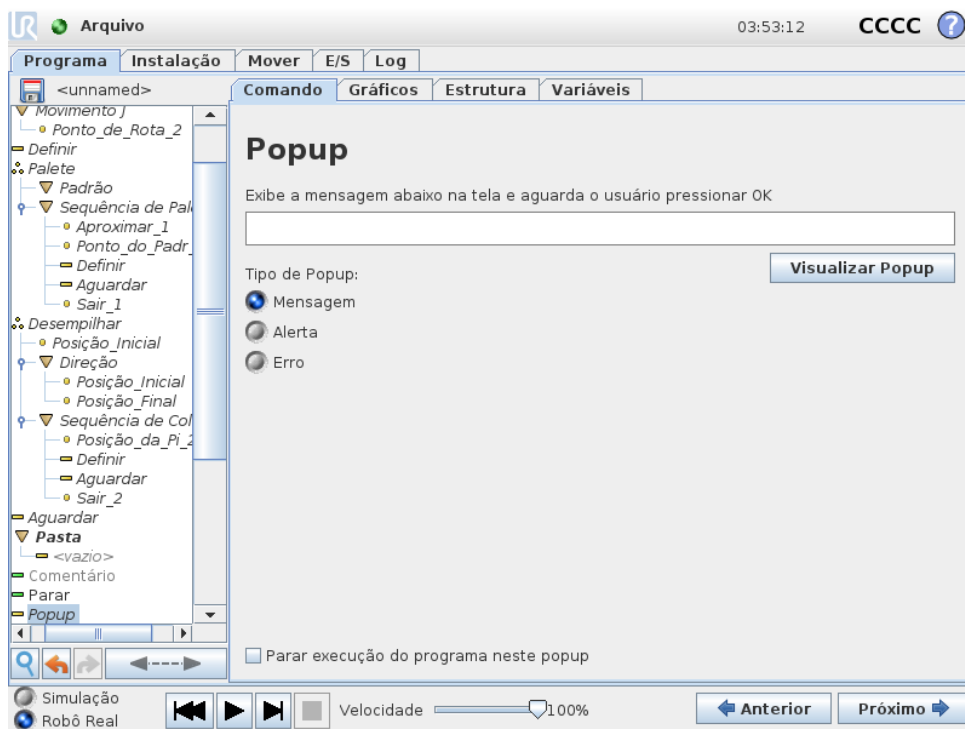 UR Arquivo 03:53:12 CCCC ?
Programa Instalação Mover E/S Log
<unnamed> Comando Gráficos Estrutura Variáveis
Movimento J
Ponto_de_Rota_2
Definir
Palete
Padrão
Sequência de Pal
Aproximar_1
Ponto_do_Padr_
Definir
Aguardar
Sair_1
Desempilhar
Posição_Inicial
Direção
Posição_Inicial
Posição_Final
Sequência de Col
Posição_da_Pi_2
Definir
Aguardar
Sair_2
Aguardar
Pasta
<vazio>
Comentário
Parar
Popup
Popup
Exibe a mensagem abaixo na tela e aguarda o usuário pressionar OK
Visualizar Popup
Tipo de Popup:
Mensagem
Alerta
Erro
Parar execução do programa neste popup
Simulação
Robô Real
Velocidade 100%
Anterior Próximo